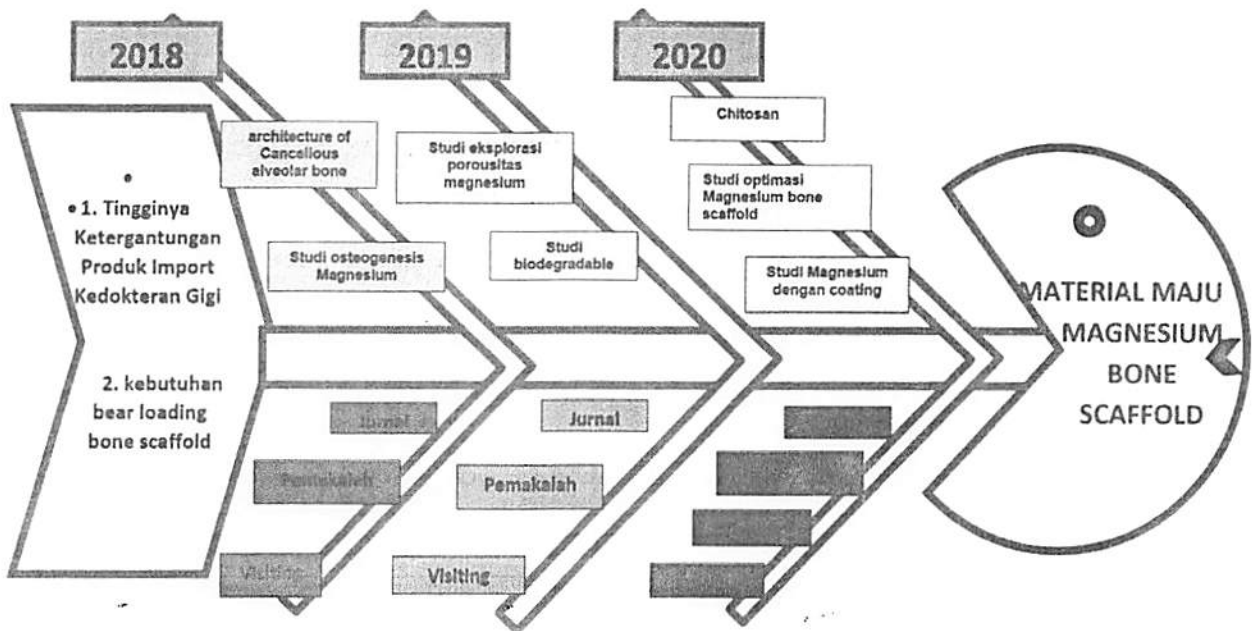 2018
2019
2020
architecture of
Cancellous
alveolar bone
Studi osteogenesis
Magnesium
Studi eksplorasi
porousitas
magnesium
Studi
biodegradable
Chitosan
Studi optimasi
Magnesium bone
scaffold
Studi Magnesium
dengan coating
1. Tingginya
Ketergantungan
Produk Import
Kedokteran Gigi
2. kebutuhan
bear loading
bone scaffold
MATERIAL MAJU
MAGNESIUM
BONE
SCAFFOLD
Jurnal
Pemakalah
Visiting
Jurnal
Pemakalah
Visiting